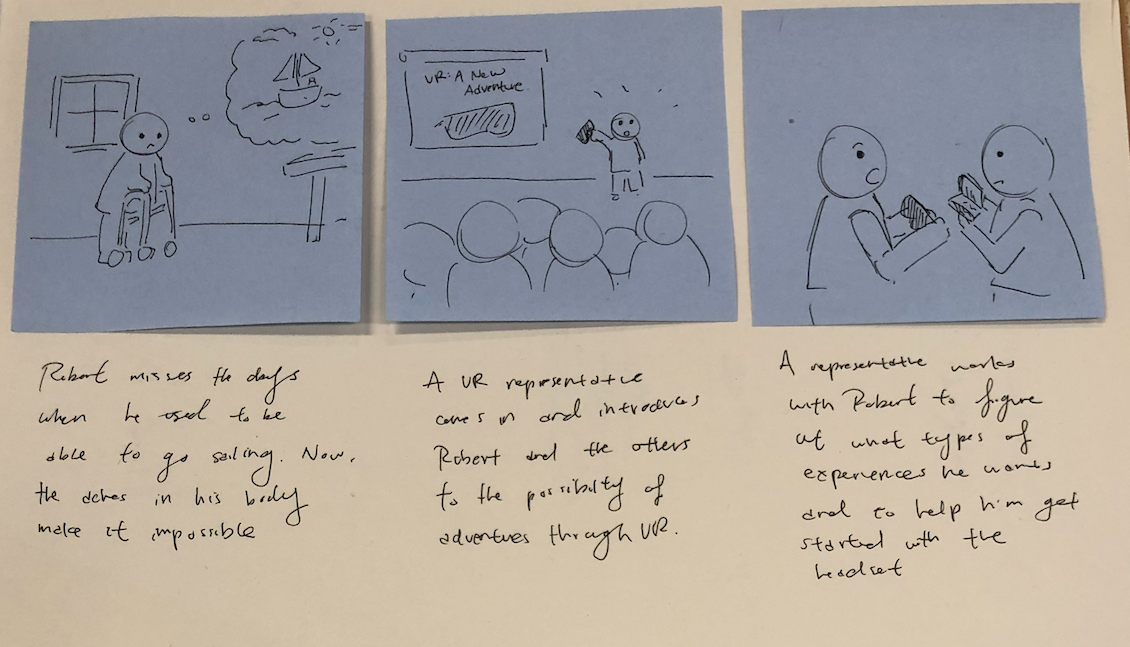 VR: A New
Adventure
Robert misses the days
when he used to be
able to go sailing. Now,
the aches in his body
make it impossible
A VR representative
comes in and introduces
Robert and the others
to the possibility of
adventures through VR.
A representative works
with Robert to figure
out what types of
experiences he wants
and to help him get
started with the
headset